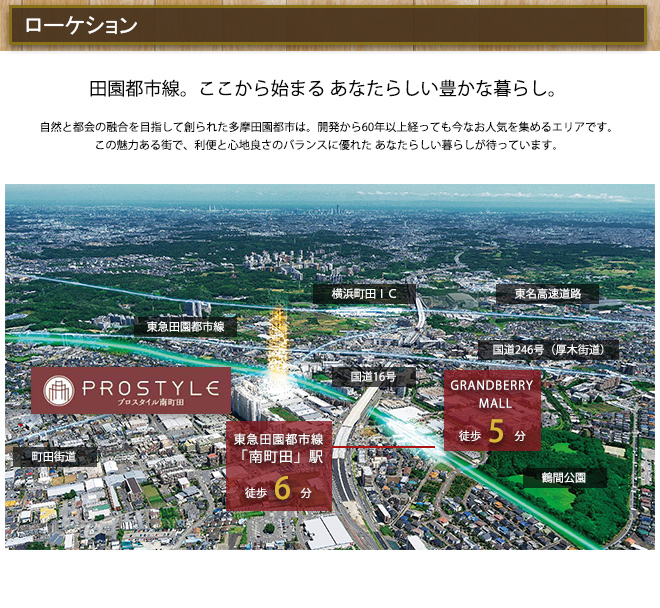 ローケション
田園都市線。ここから始まる あなたらしい豊かな暮らし。
自然と都会の融合を目指して創られた多摩田園都市は。開発から60年以上経っても今なお人気を集めるエリアです。
この魅力ある街で、利便と心地良さのバランスに優れた あなたらしい暮らしが待っています。
横浜町田IC
東名高速道路
東急田園都市線
国道246号（厚木街道）
国道16号
PROSTYLE
プロスタイル南町田
GRANDBERRY
MALL
徒歩 5 分
東急田園都市線
「南町田」駅
徒歩 6 分
町田街道
鶴間公園